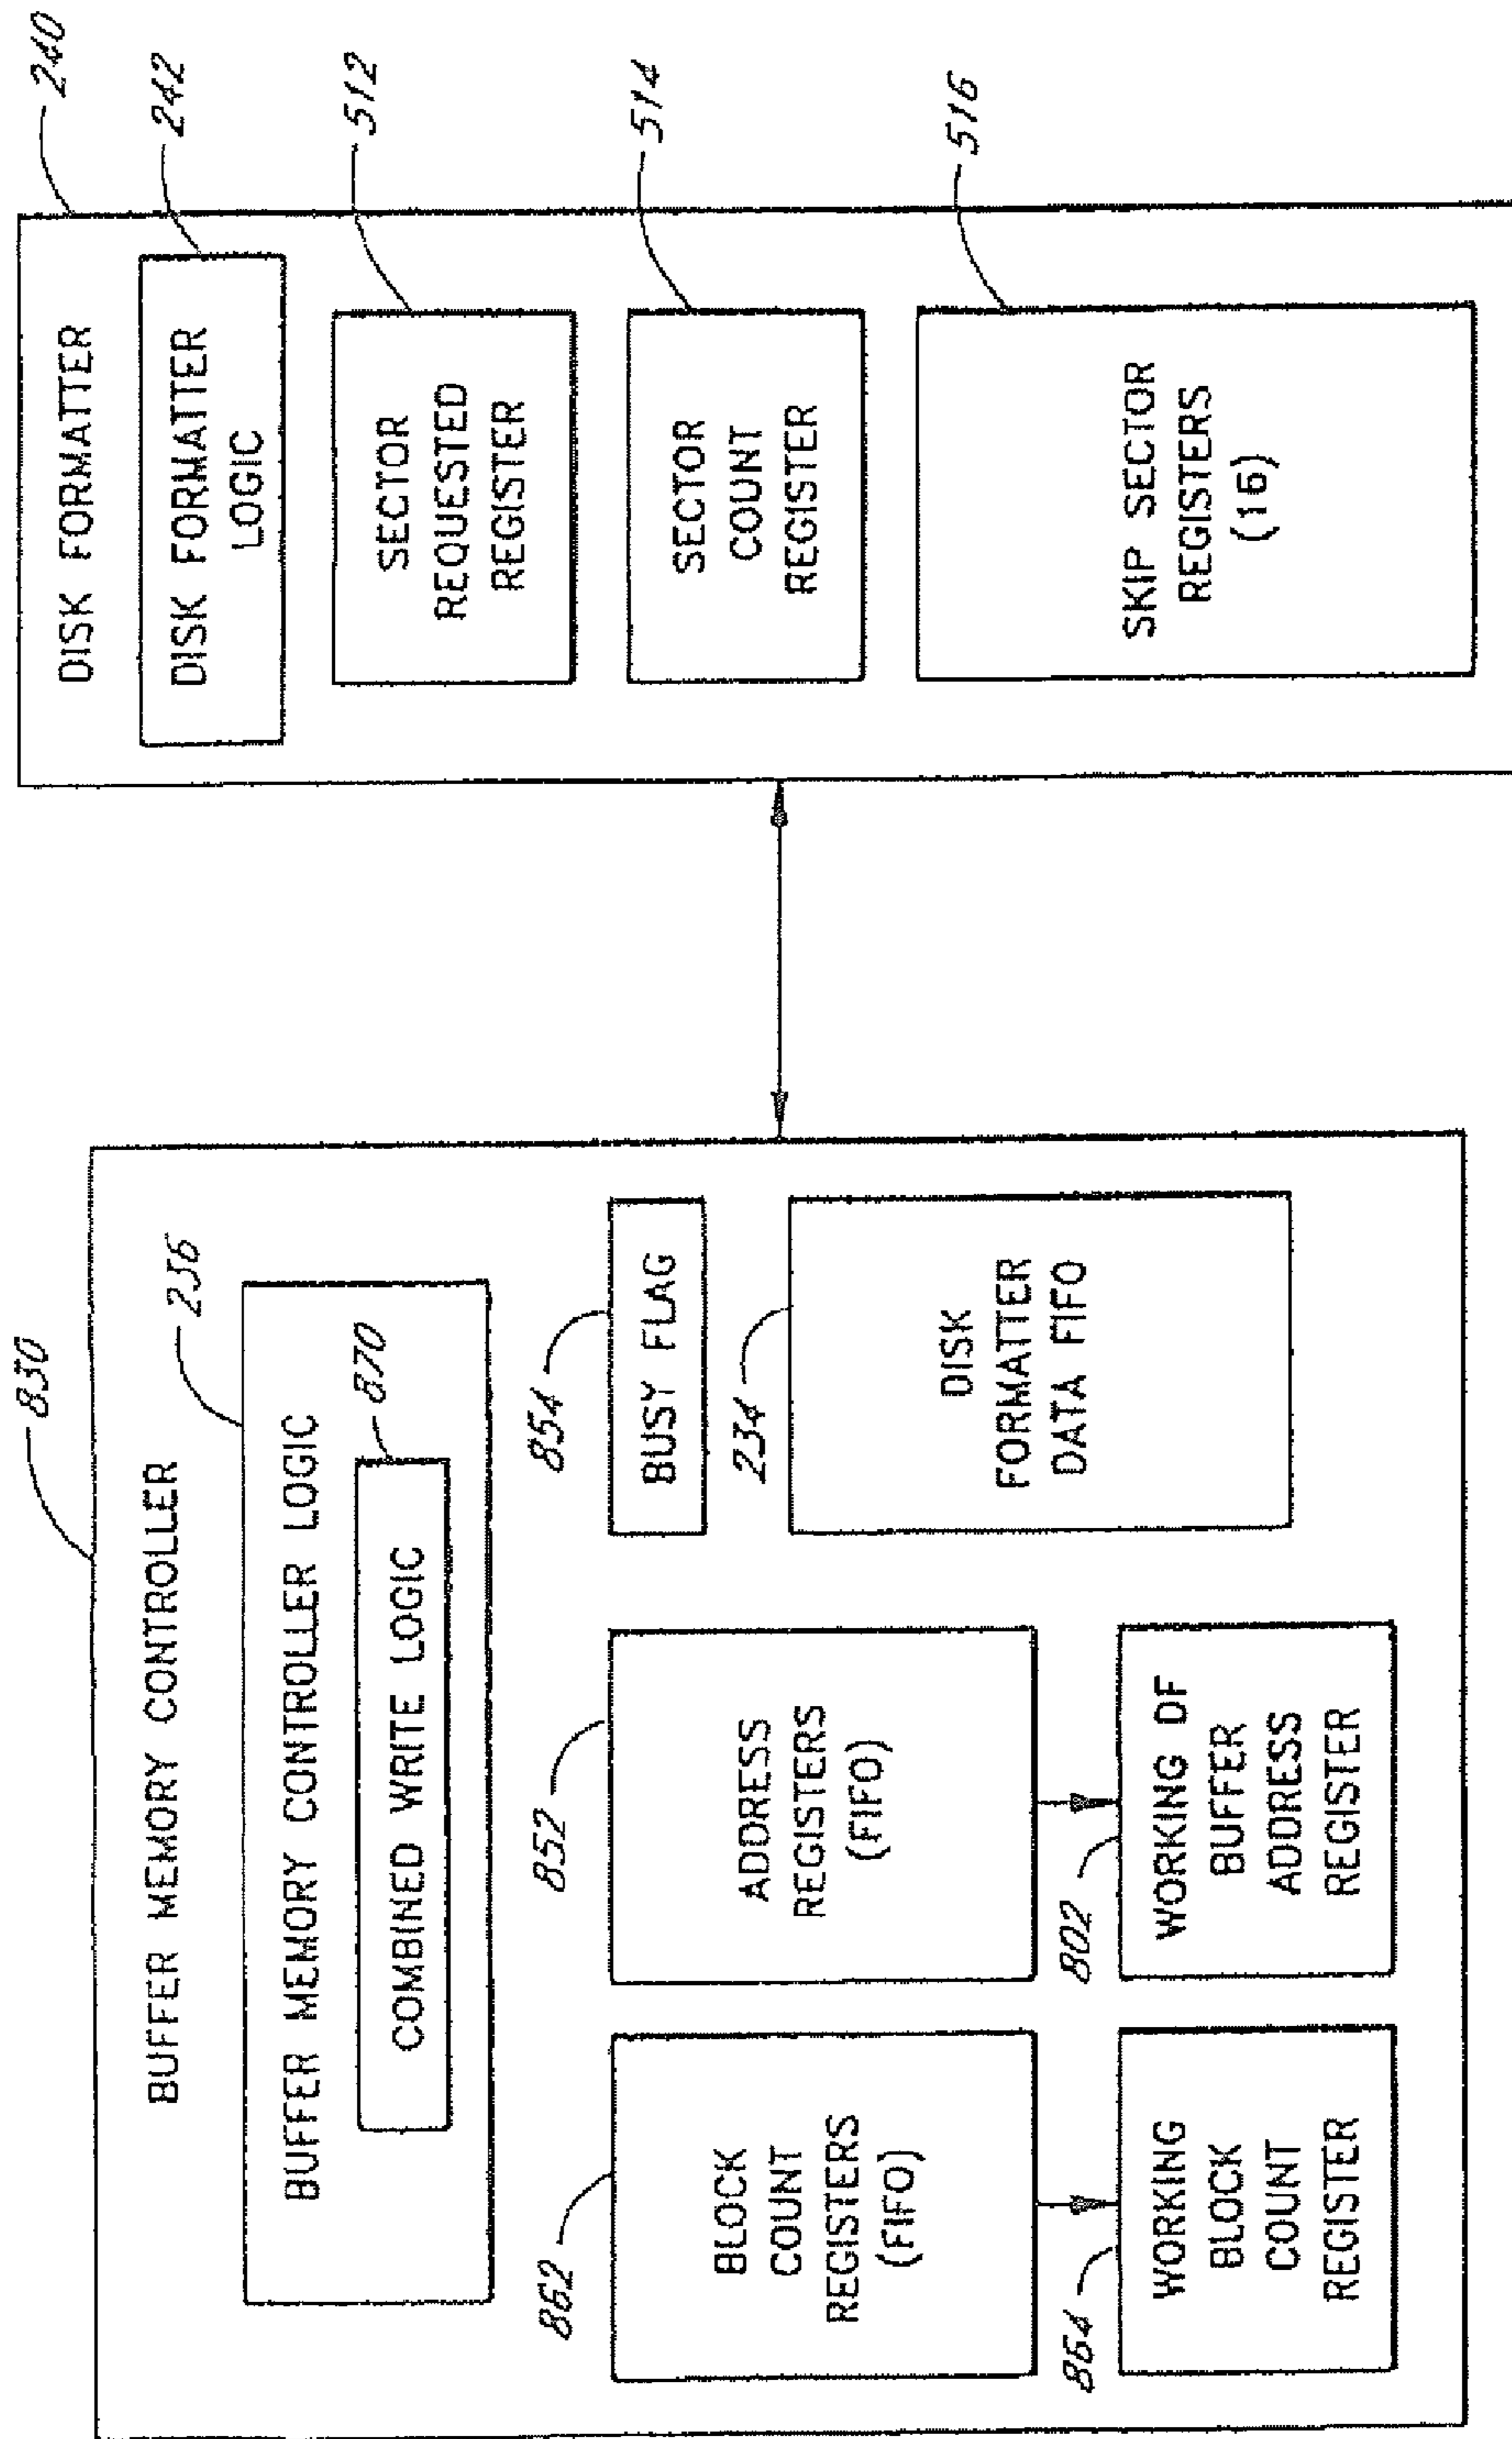 830
BUFFER MEMORY CONTROLLER
236
BUFFER MEMORY CONTROLLER LOGIC
870
COMBINED WRITE LOGIC
862
BLOCK
COUNT
REGISTERS
(FIFO)
852
ADDRESS
REGISTERS
(FIFO)
854
BUSY FLAG
234
DISK
FORMATTER
DATA FIFO
864
WORKING
BLOCK
COUNT
REGISTER
802
WORKING DF
BUFFER
ADDRESS
REGISTER
240
DISK FORMATTER
242
DISK FORMATTER
LOGIC
512
SECTOR
REQUESTED
REGISTER
514
SECTOR
COUNT
REGISTER
516
SKIP SECTOR
REGISTERS
(16)